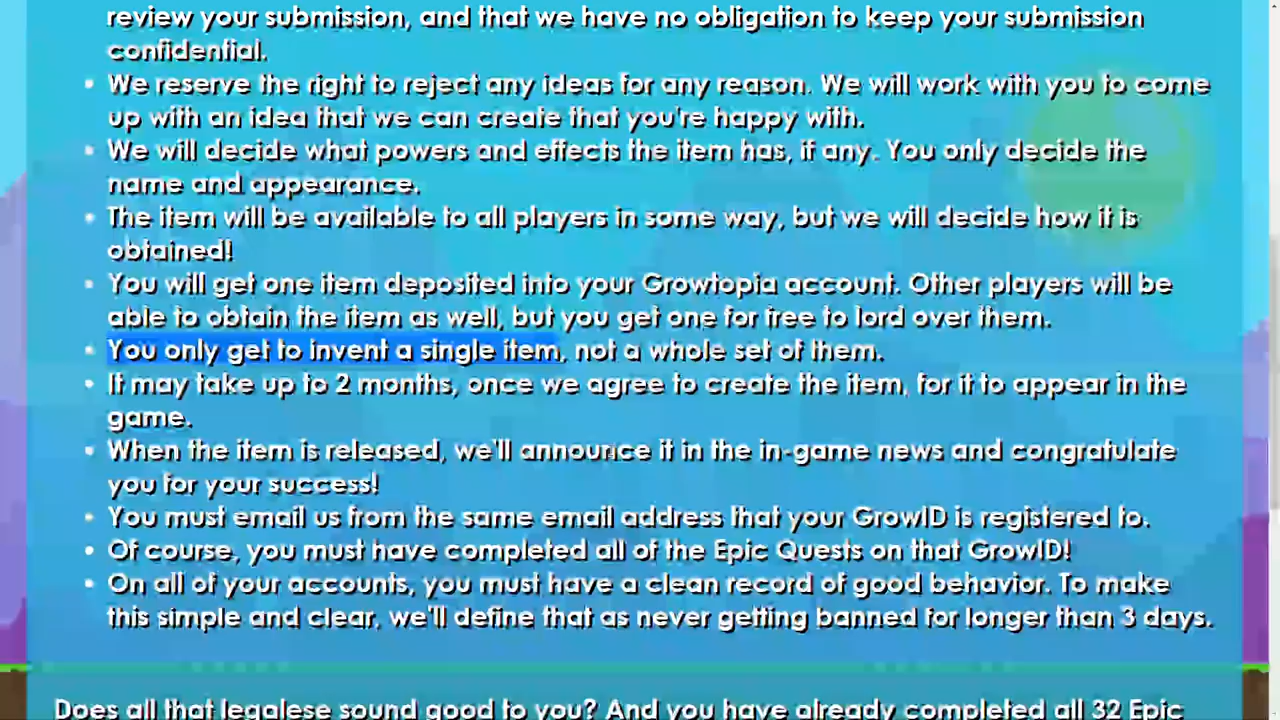 review your submission, and that we have no obligation to keep your submission
confidential.
• We reserve the right to reject any ideas for any reason. We will work with you to come
up with an idea that we can create that you're happy with.
• We will decide what powers and effects the item has, if any. You only decide the
name and appearance.
• The item will be available to all players in some way, but we will decide how it is
obtained!
• You will get one item deposited into your Growtopia account. Other players will be
able to obtain the item as well, but you get one for free to lord over them.
• You only get to invent a single item, not a whole set of them.
• It may take up to 2 months, once we agree to create the item, for it to appear in the
game.
• When the item is released, we'll announce it in the in-game news and congratulate
you for your success!
• You must email us from the same email address that your GrowID is registered to.
• Of course, you must have completed all of the Epic Quests on that GrowID!
• On all of your accounts, you must have a clean record of good behavior. To make
this simple and clear, we'll define that as never getting banned for longer than 3 days.
Does all that legalese sound good to you? And you have already completed all 32 Epic